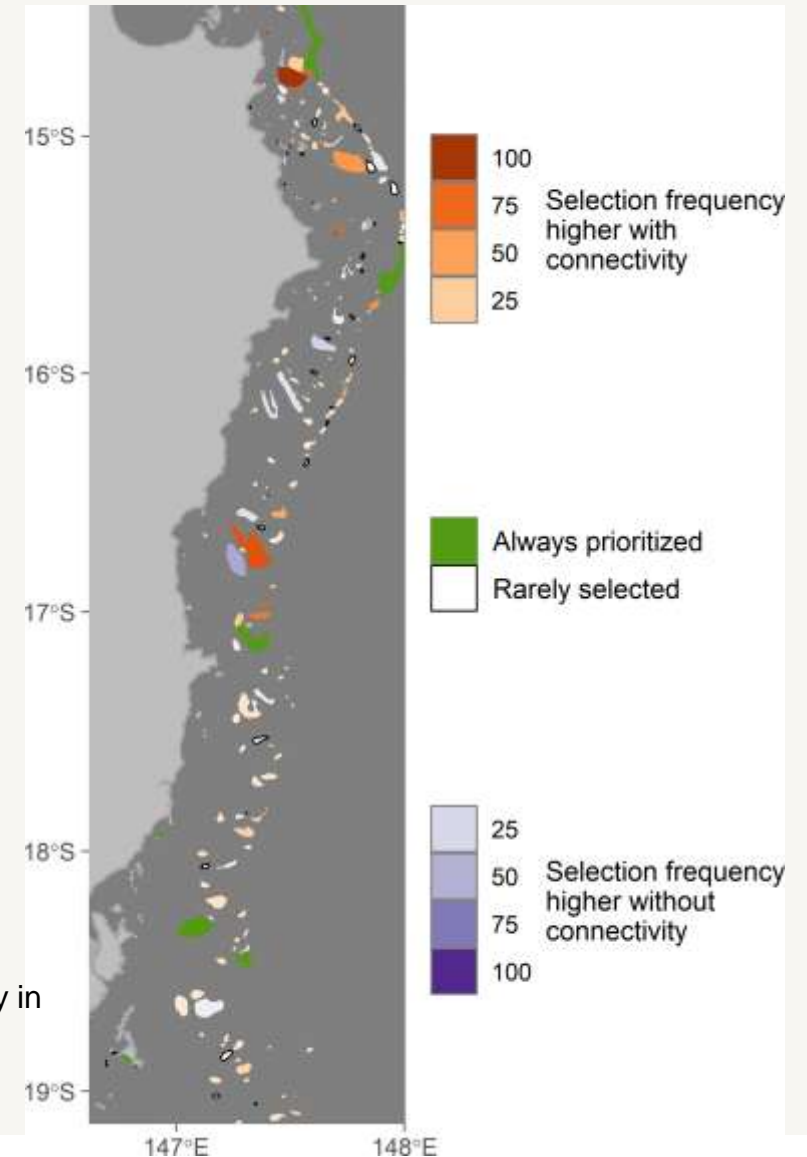 15°S
16°S
17°S
18°S
19°S
147°E
148°E
100
75
50
25
Selection frequency
higher with
connectivity
Always prioritized
Rarely selected
25
50
75
100
Selection frequency
higher without
connectivity
y in